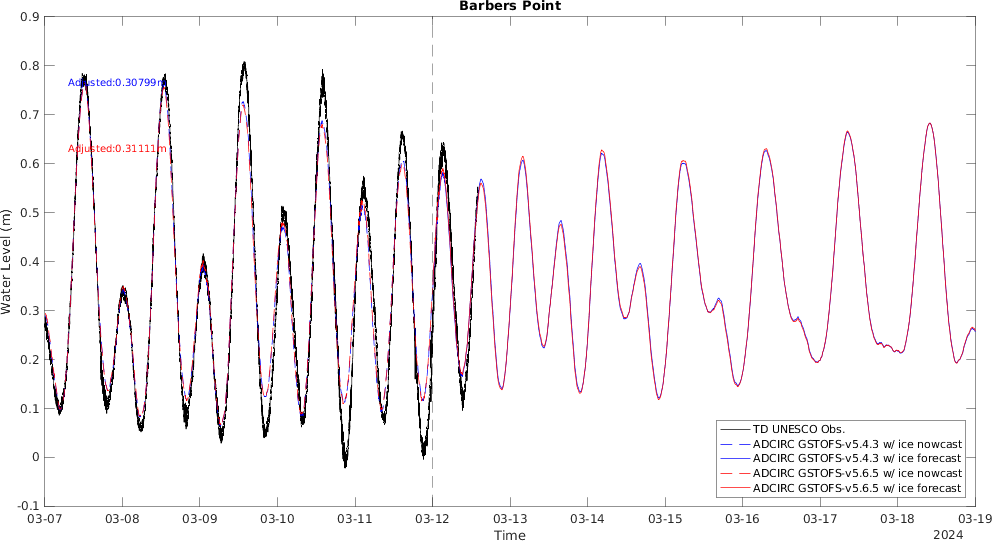 Barbers Point
0.9
0.8
0.7
0.6
0.5
0.4
0.3
0.2
0.1
0
-0.1
Water Level (m)
Adjusted:0.30799m
Adjusted:0.31111m
TD UNESCO Obs.
ADCIRC GSTOFS-v5.4.3 w/ ice nowcast
ADCIRC GSTOFS-v5.4.3 w/ ice forecast
ADCIRC GSTOFS-v5.6.5 w/ ice nowcast
ADCIRC GSTOFS-v5.6.5 w/ ice forecast
03-07 03-08 03-09 03-10 03-11 03-12 03-13 03-14 03-15 03-16 03-17 03-18 03-19
Time
2024